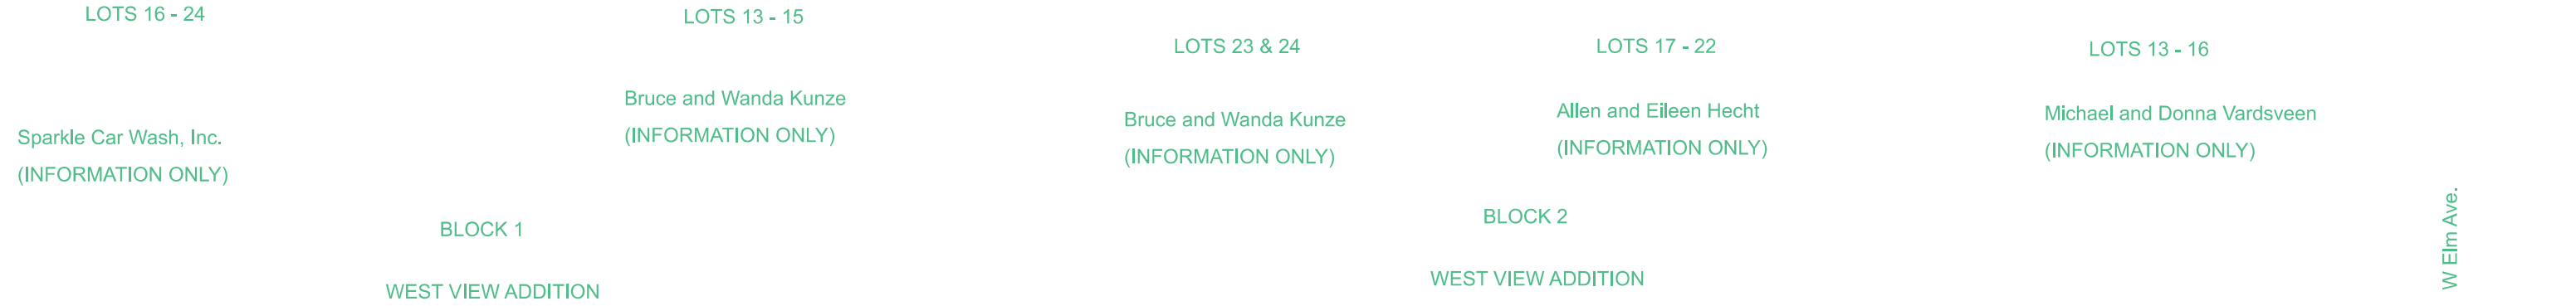 LOTS 16 - 24
Sparkle Car Wash, Inc.
(INFORMATION ONLY)
LOTS 13 - 15
Bruce and Wanda Kunze
(INFORMATION ONLY)
BLOCK 1
WEST VIEW ADDITION
LOTS 23 & 24
Bruce and Wanda Kunze
(INFORMATION ONLY)
LOTS 17 - 22
Allen and Eileen Hecht
(INFORMATION ONLY)
BLOCK 2
WEST VIEW ADDITION
LOTS 13 - 16
Michael and Donna Vardsveen
(INFORMATION ONLY)
W Elm Ave.